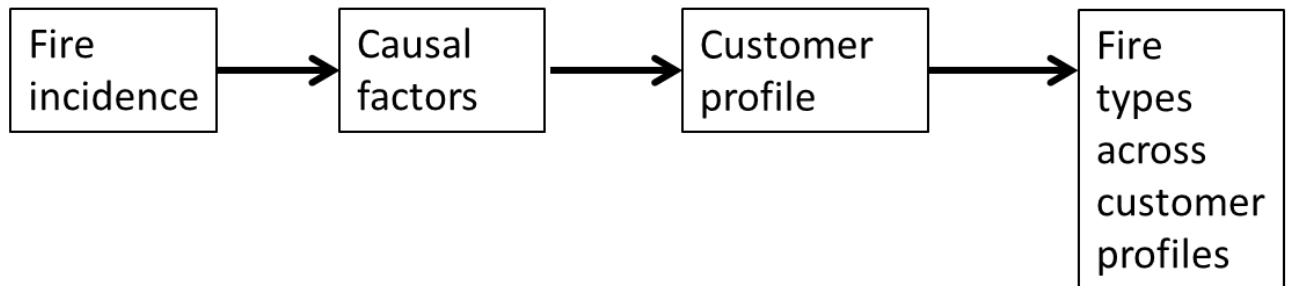 Fire
incidence
Causal
factors
Customer
profile
Fire
types
across
customer
profiles